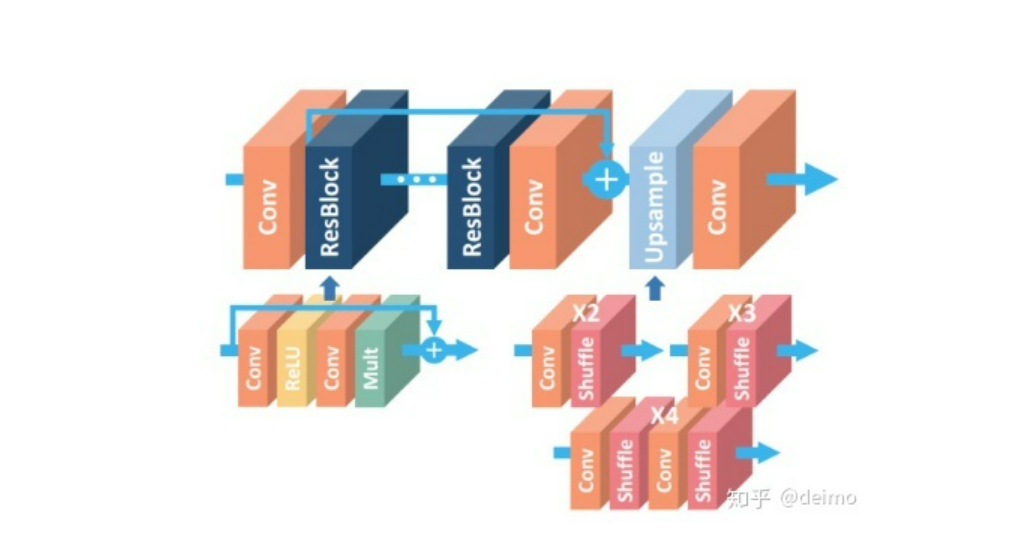 Conv
ResBlock
ResBlock
Conv
Upsample
Conv
Conv
ReLU
Conv
Mult
X2
Conv
Shuffle
X3
Conv
Shuffle
X4
Conv
Shuffle
Conv
Shuffle
知乎 @deimo